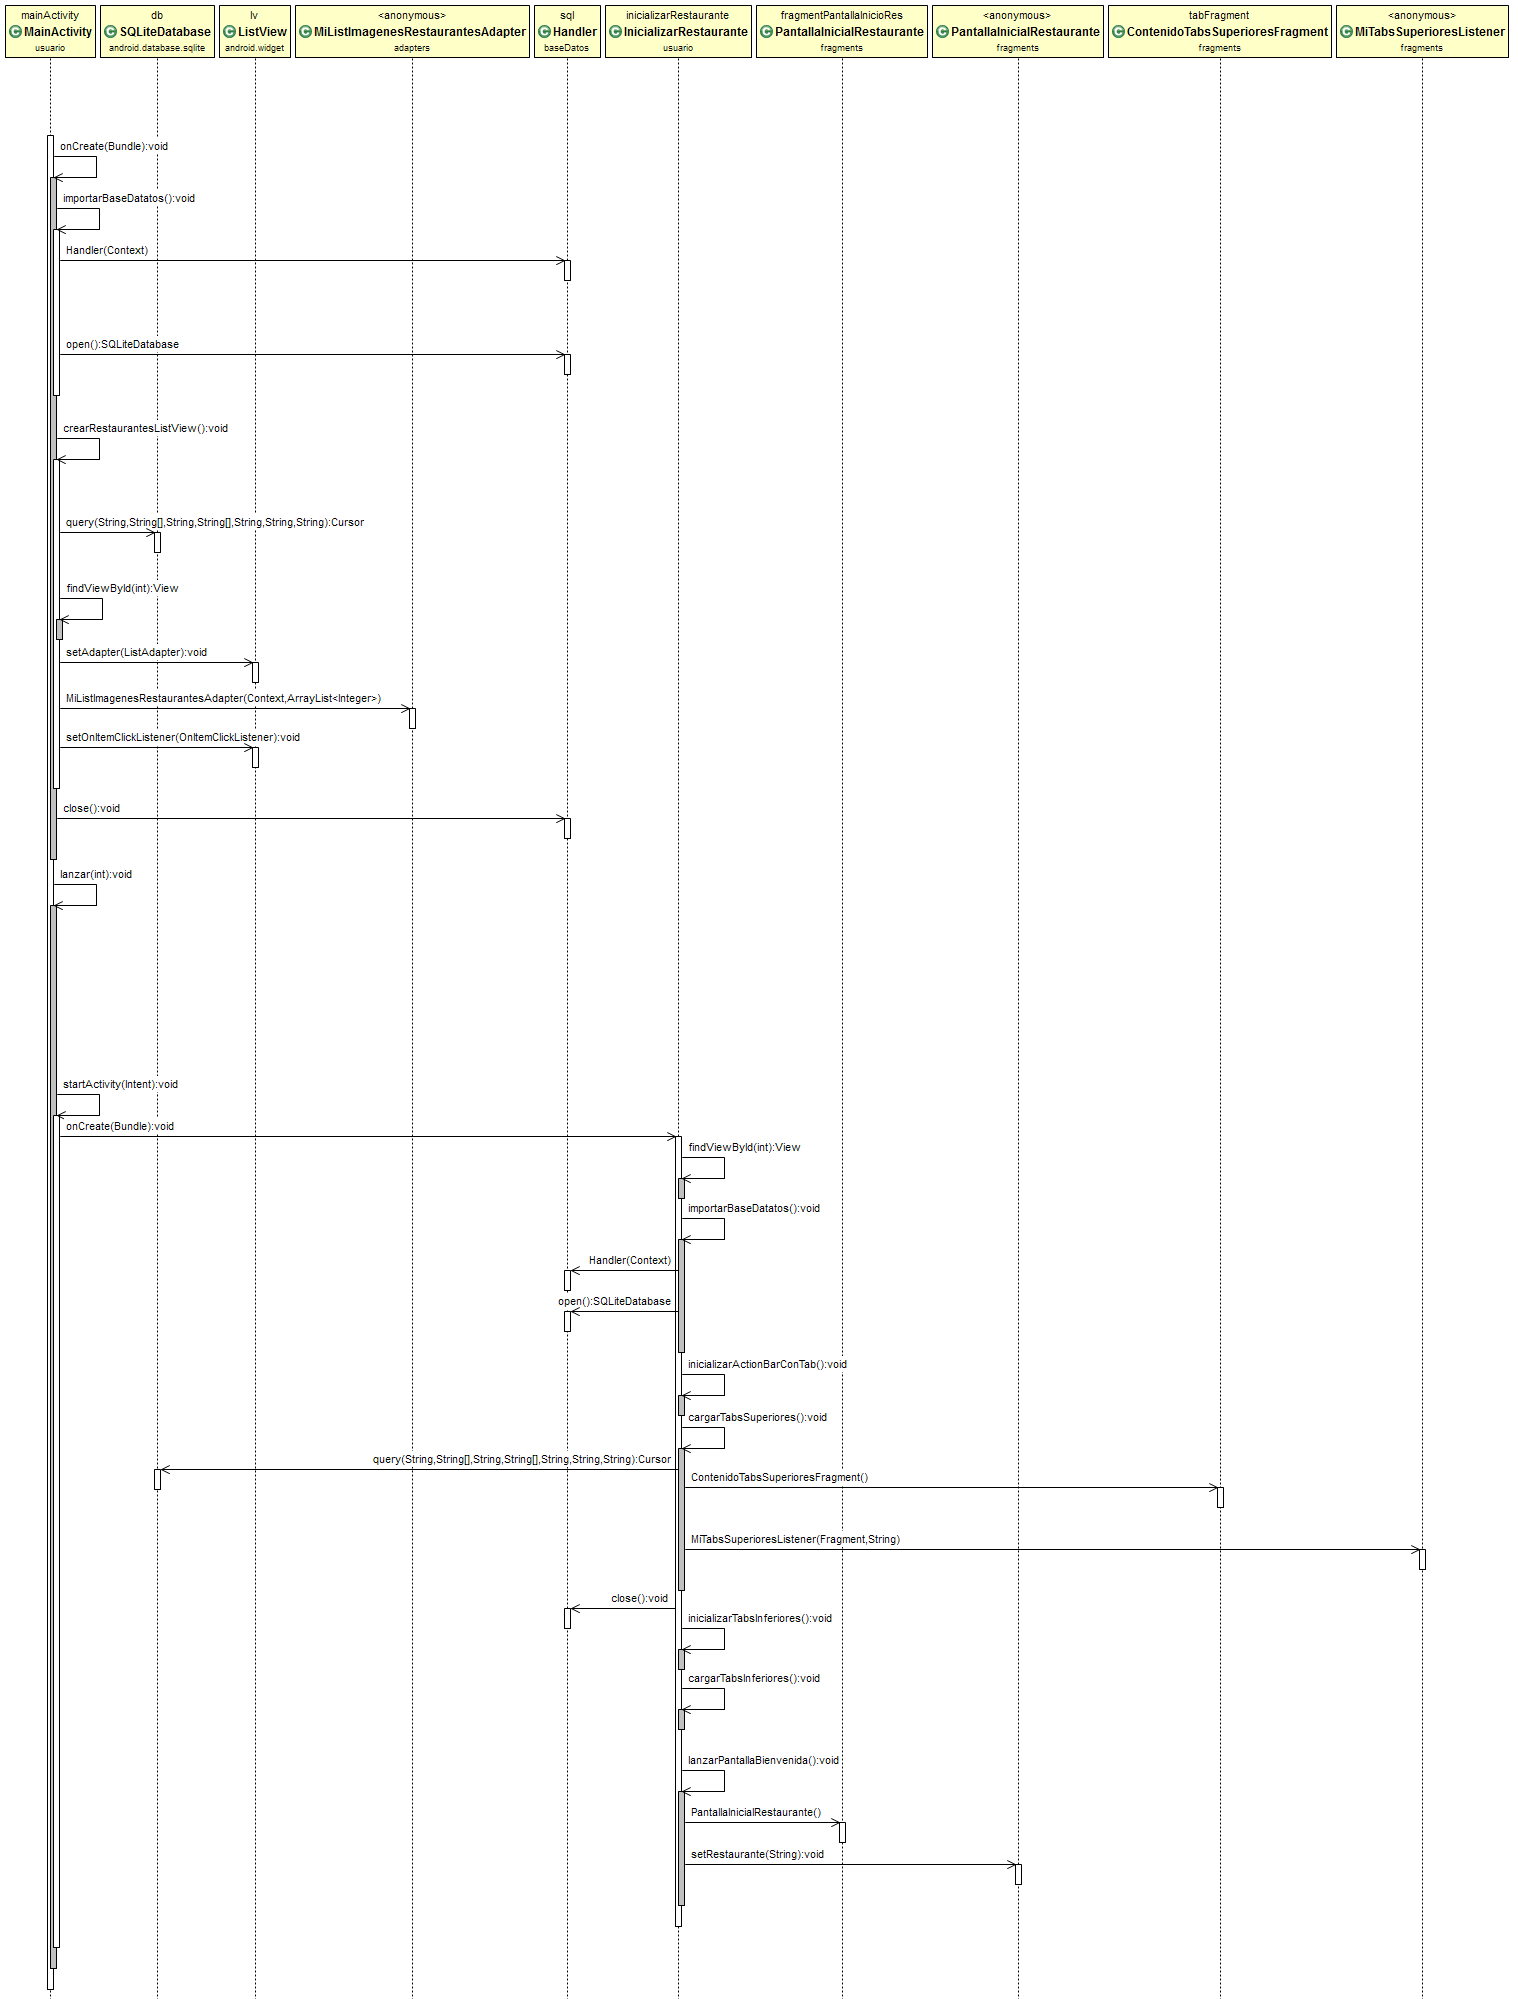 mainActivity
MainActivity
usuario
db
SQLiteDatabase
android.database.sqlite
lv
ListView
android.widget
<anonymous>
MiListImagenesRestaurantesAdapter
adapters
sql
Handler
baseDatos
inicializarRestaurante
InicializarRestaurante
usuario
fragmentPantallaInicioRes
PantallaInicialRestaurante
fragments
<anonymous>
PantallaInicialRestaurante
fragments
tabFragment
ContenidoTabsSuperioresFragment
fragments
<anonymous>
MiTabsSuperioresListener
fragments
onCreate(Bundle):void
importarBaseDatatos():void
Handler(Context)
open():SQLiteDatabase
crearRestaurantesListView():void
query(String,String[],String,String[],String,String,String):Cursor
findViewById(int):View
setAdapter(ListAdapter):void
MiListImagenesRestaurantesAdapter(Context,ArrayList<Integer>)
setOnItemClickListener(OnItemClickListener):void
close():void
lanzar(int):void
startActivity(Intent):void
onCreate(Bundle):void
findViewById(int):View
importarBaseDatatos():void
Handler(Context)
open():SQLiteDatabase
inicializarActionBarConTab():void
cargarTabsSuperiores():void
query(String,String[],String,String[],String,String,String):Cursor
ContenidoTabsSuperioresFragment()
MiTabsSuperioresListener(Fragment,String)
close():void
inicializarTabsInferiores():void
cargarTabsInferiores():void
lanzarPantallaBienvenida():void
PantallaInicialRestaurante()
setRestaurante(String):void